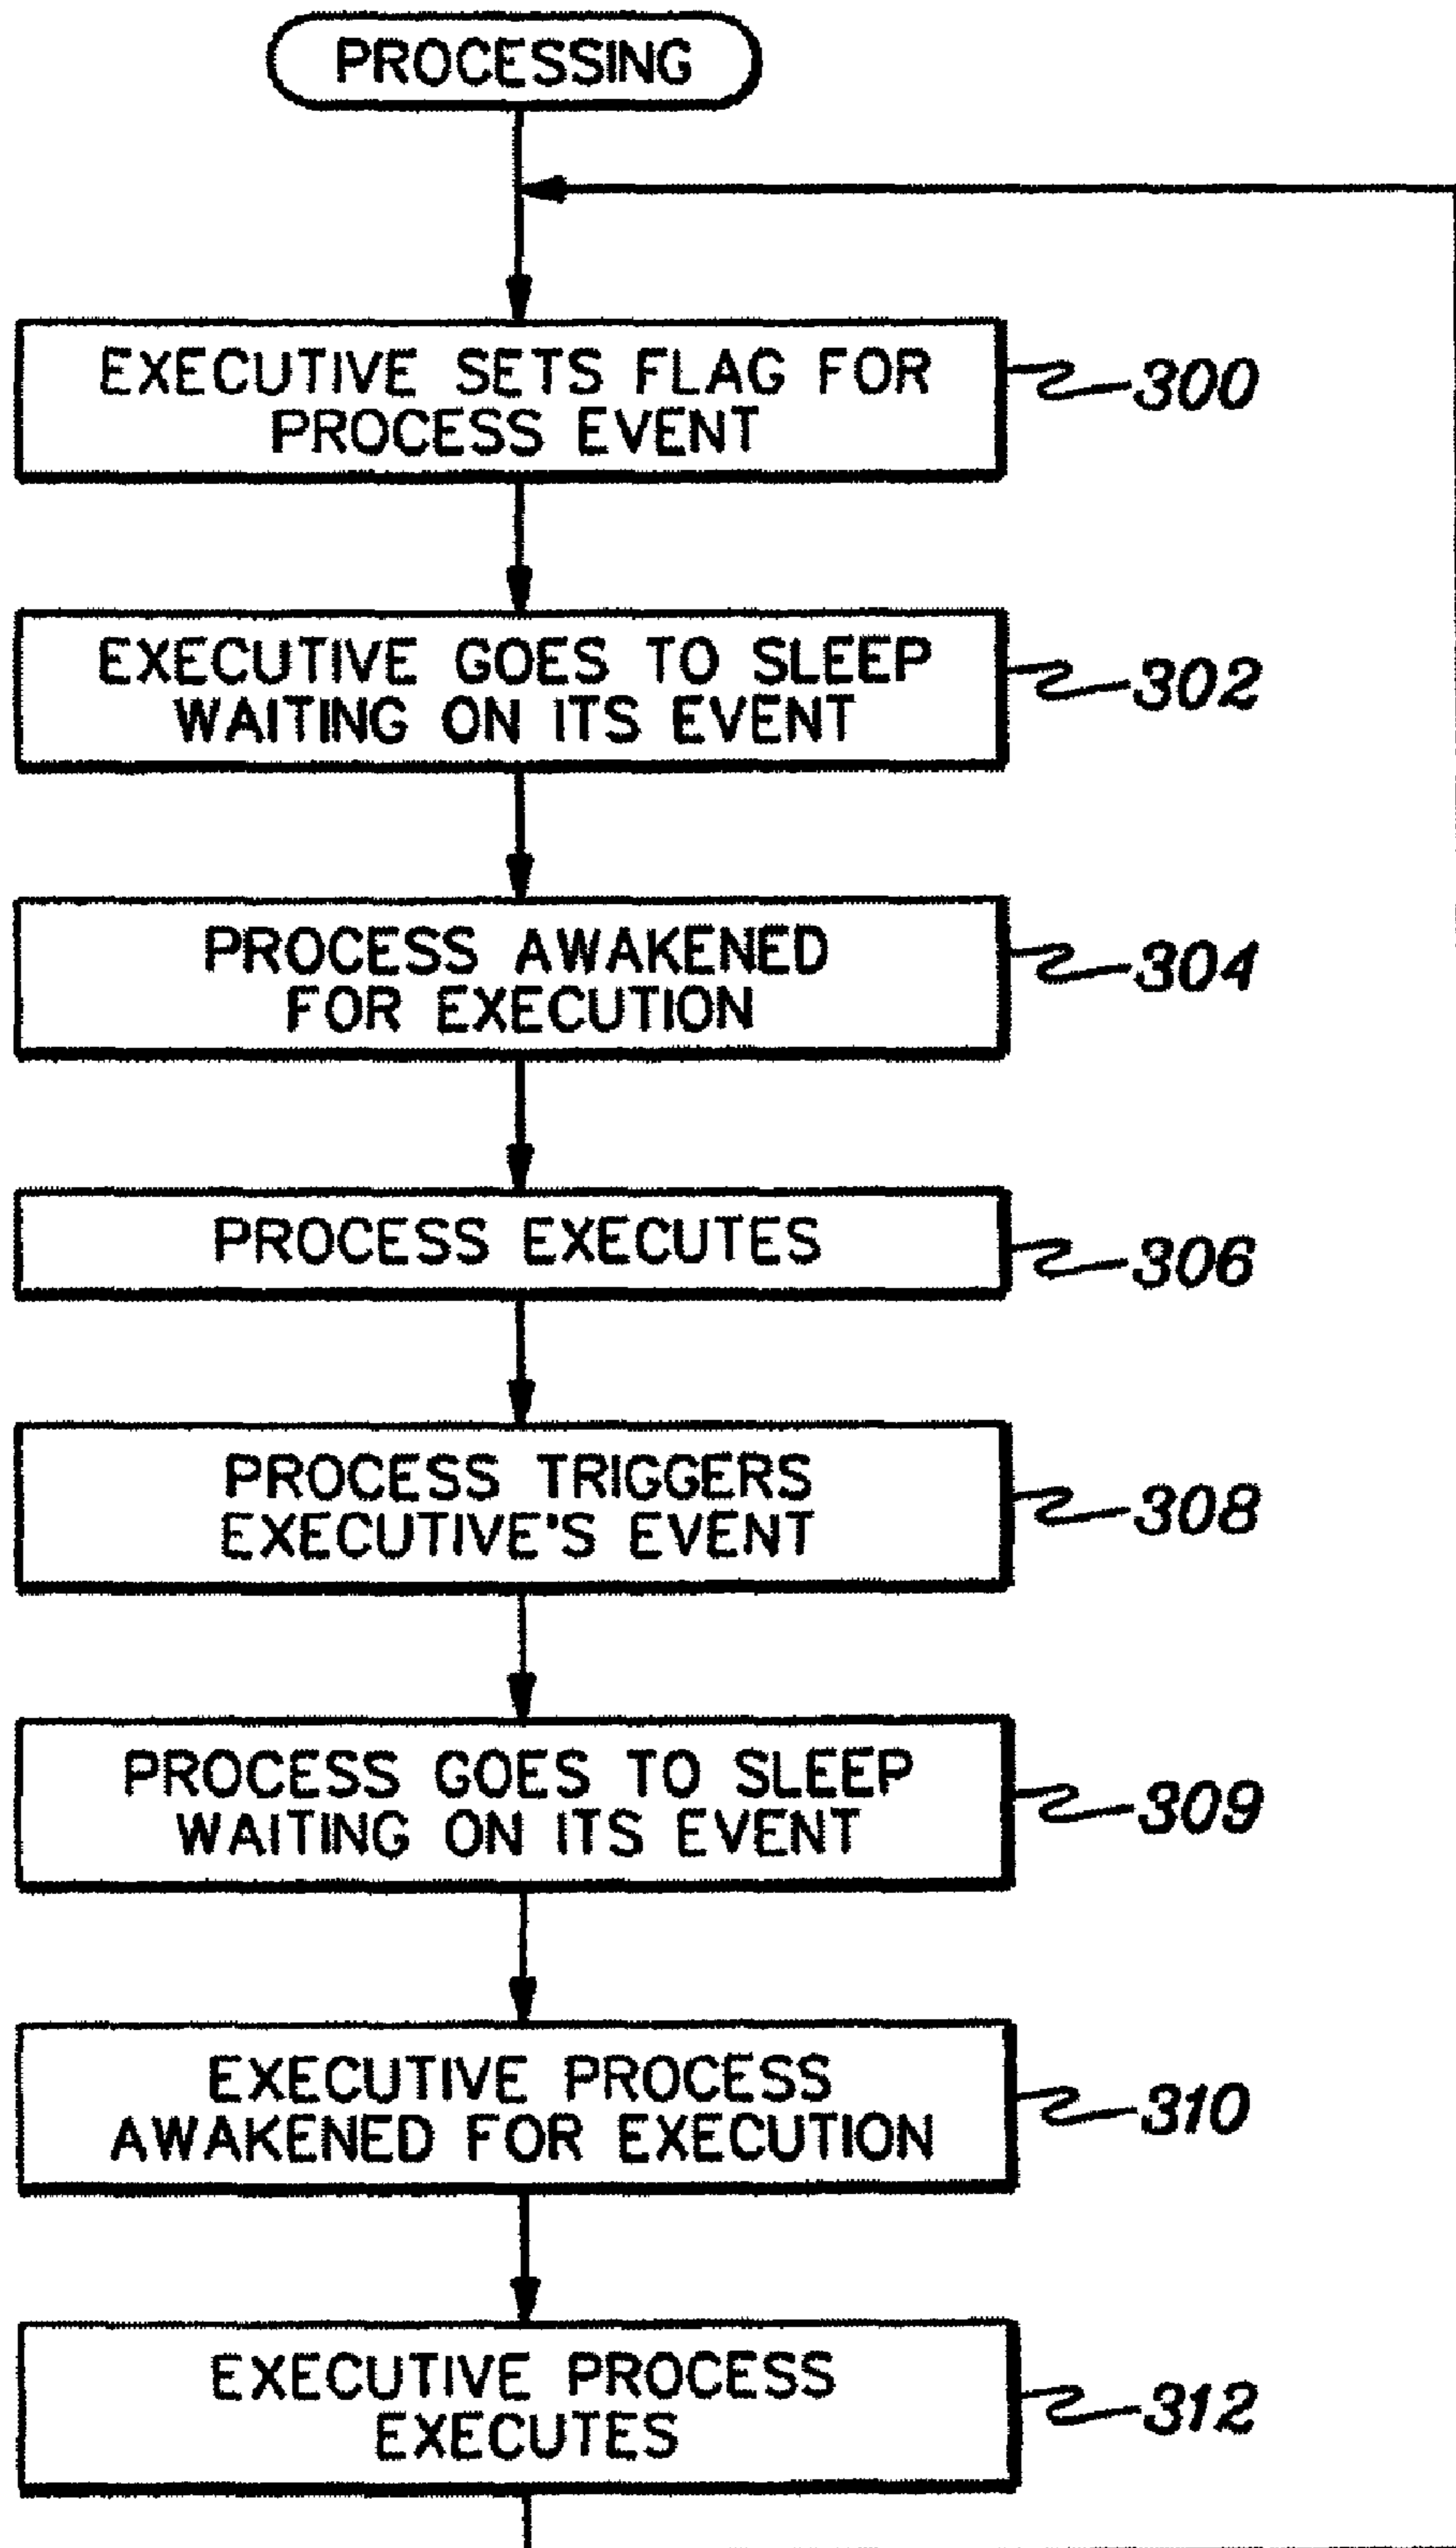 PROCESSING
EXECUTIVE SETS FLAG FOR
PROCESS EVENT
300
EXECUTIVE GOES TO SLEEP
WAITING ON ITS EVENT
302
PROCESS AWAKENED
FOR EXECUTION
304
PROCESS EXECUTES
306
PROCESS TRIGGERS
EXECUTIVE'S EVENT
308
PROCESS GOES TO SLEEP
WAITING ON ITS EVENT
309
EXECUTIVE PROCESS
AWAKENED FOR EXECUTION
310
EXECUTIVE PROCESS
EXECUTES
312